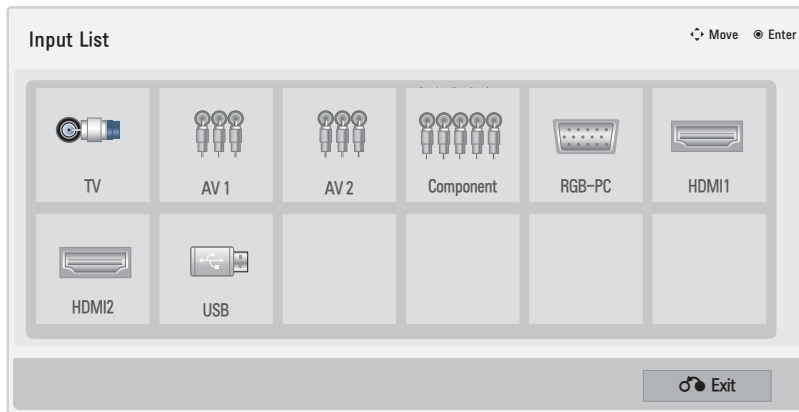 Input List
Move Enter
TV AV 1 AV 2 Component RGB-PC HDMI1
HDMI2 USB
Exit